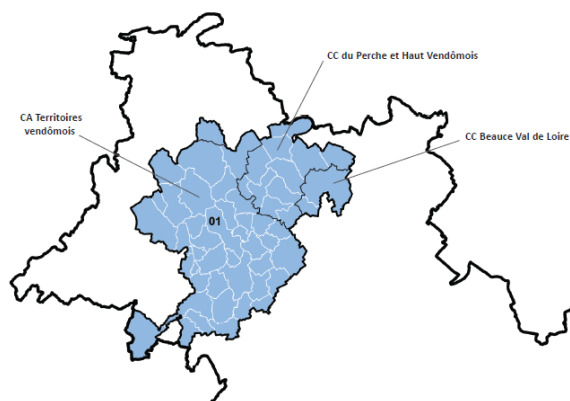 CC du Perche et Haut Vendômois
CA Territoires
vendômois
CC Beauce Val de Loire
01